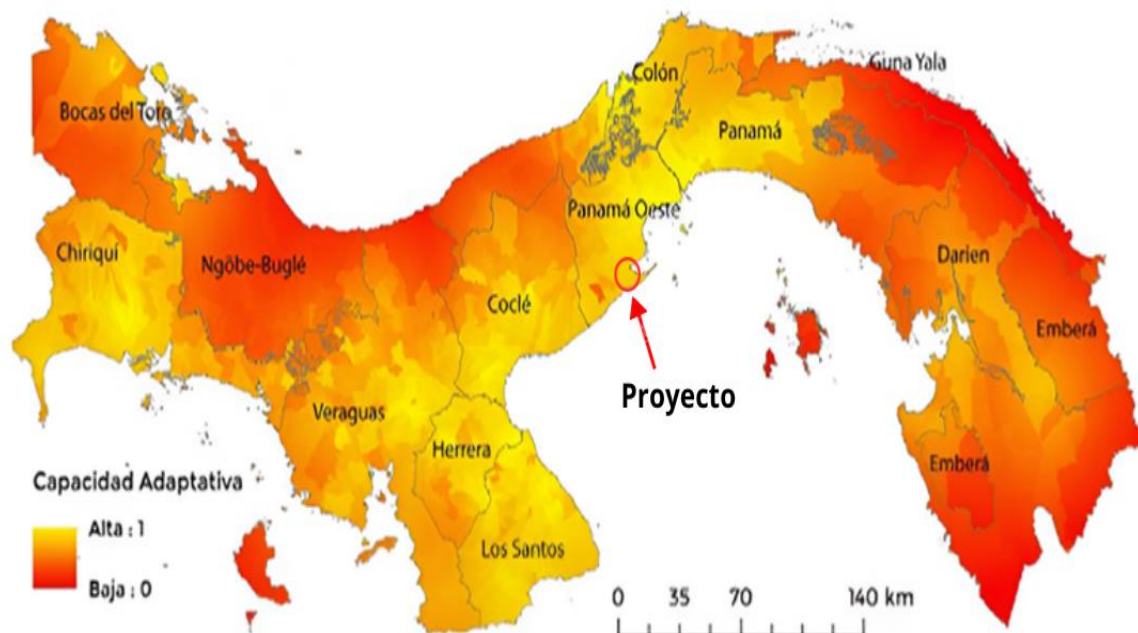 Guna Yala
Colón
Bocas del Toro
Panamá
Panamá Oeste
Chiriquí
Ngöbe-Buglé
Darien
Coclé
Emberá
Proyecto
Veraguas
Herrera
Emberá
Capacidad Adaptativa
Alta : 1
Los Santos
Baja : 0
0 35 70 140 km